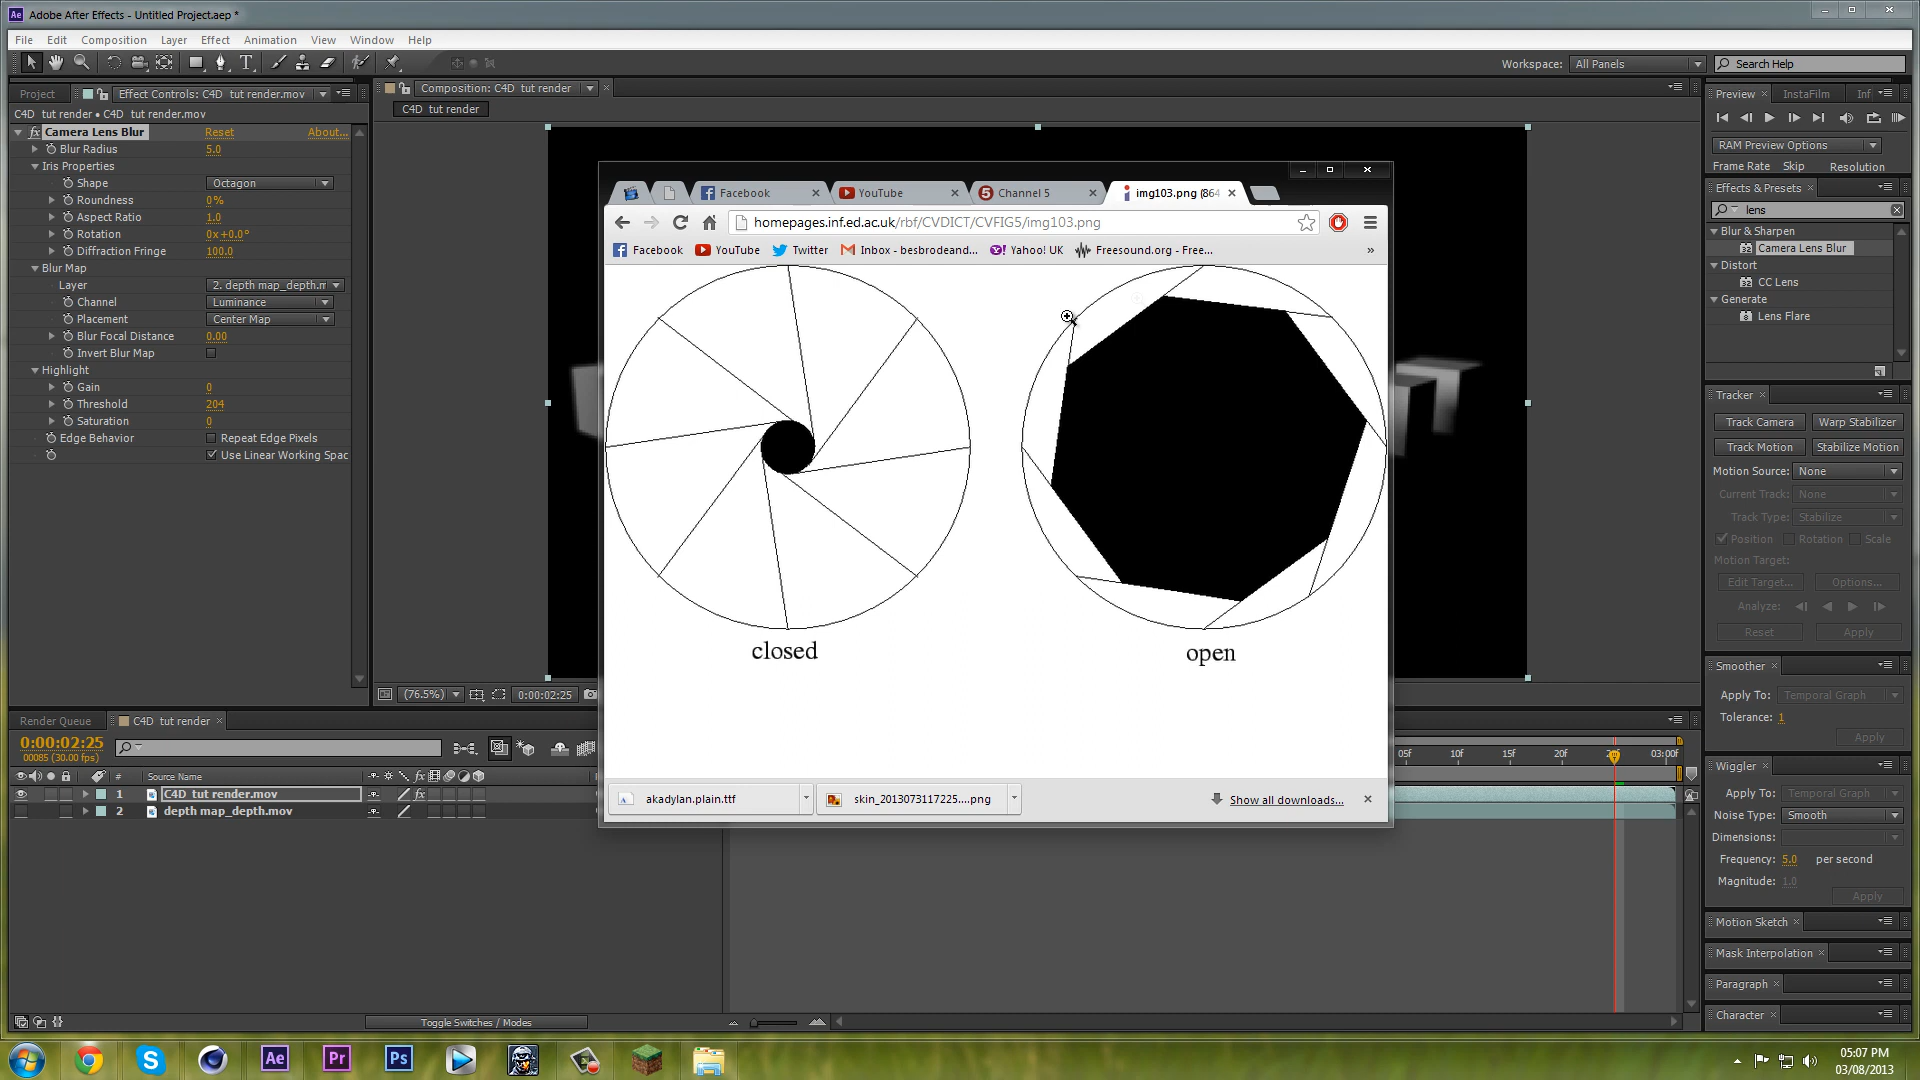 Adobe After Effects - Untitled Project.aep *
File Edit Composition Layer Effect Animation View Window Help
Workspace: All Panels Search Help
Project Effect Controls: C4D tut render.mov
C4D tut render • C4D tut render.mov
Camera Lens Blur Reset About...
Blur Radius 5.0
Iris Properties
Shape Octagon
Roundness 0%
Aspect Ratio 1.0
Rotation 0x+0.0°
Diffraction Fringe 100.0
Blur Map
Layer 2. depth map_depth.m
Channel Luminance
Placement Center Map
Blur Focal Distance 0.00
Invert Blur Map
Highlight
Gain 0
Threshold 204
Saturation 0
Edge Behavior Repeat Edge Pixels
Use Linear Working Spac
Composition: C4D tut render
C4D tut render
(76.5%) 0:00:02:25
Facebook YouTube Channel 5 img103.png (864
homepages.inf.ed.ac.uk/rbf/CVDICT/CVFIG5/img103.png
Facebook YouTube Twitter Inbox - besbrodeand... Yahoo! UK Freesound.org - Free... »
closed
open
akadylan.plain.ttf skin_2013073117225....png Show all downloads...
Preview InstaFilm Inf
RAM Preview Options
Frame Rate Skip Resolution
Effects & Presets
lens
Blur & Sharpen
Camera Lens Blur
Distort
CC Lens
Generate
Lens Flare
Tracker
Track Camera Warp Stabilizer
Track Motion Stabilize Motion
Motion Source: None
Current Track: None
Track Type: Stabilize
Position Rotation Scale
Motion Target:
Edit Target... Options...
Analyze:
Reset Apply
Smoother
Apply To: Temporal Graph
Tolerance: 1
Apply
Wiggler
Apply To: Temporal Graph
Noise Type: Smooth
Dimensions:
Frequency: 5.0 per second
Magnitude: 1.0
Apply
Motion Sketch
Mask Interpolation
Paragraph
Character
Render Queue C4D tut render
0:00:02:25
00085 (30.00 fps)
# Source Name
1 C4D tut render.mov
2 depth map_depth.mov
05f 10f 15f 20f 03:00f
Toggle Switches / Modes
Ae Pr Ps
05:07 PM
03/08/2013